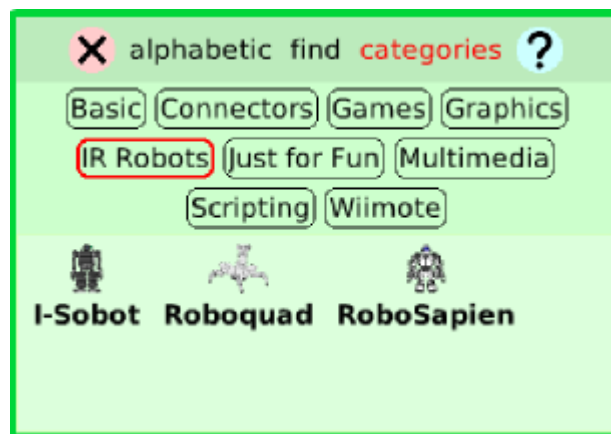 alphabetic find categories ?
Basic Connectors Games Graphics
IR Robots Just for Fun Multimedia
Scripting Wiimote
I-Sobot Roboquad RoboSapien